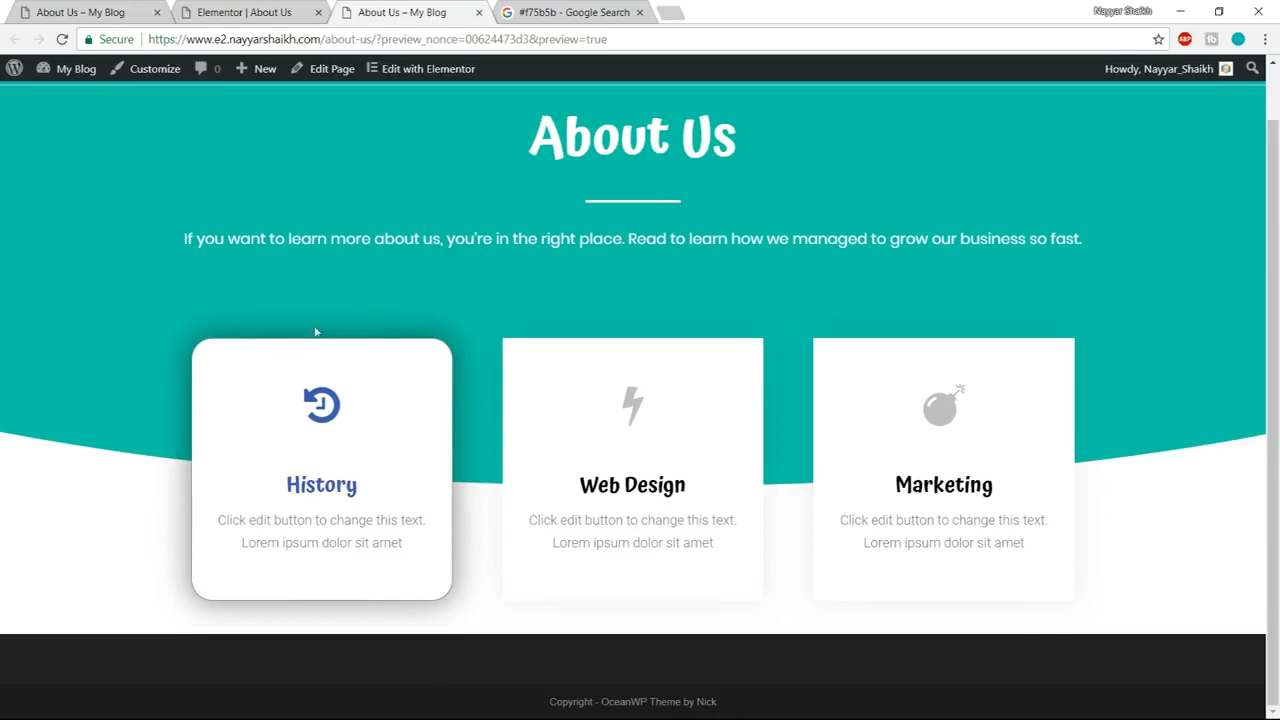 About Us – My Blog
Elementor | About Us
About Us – My Blog
#f75b5b - Google Search
Nayyar Shaikh
Secure
https://www.e2.nayyarshaikh.com/about-us/?preview_nonce=00624473d3&preview=true
ABP
tb
My Blog
Customize
0
New
Edit Page
Edit with Elementor
Howdy, Nayyar_Shaikh
About Us
If you want to learn more about us, you're in the right place. Read to learn how we managed to grow our business so fast.
History
Click edit button to change this text.
Lorem ipsum dolor sit amet
Web Design
Click edit button to change this text.
Lorem ipsum dolor sit amet
Marketing
Click edit button to change this text.
Lorem ipsum dolor sit amet
Copyright - OceanWP Theme by Nick